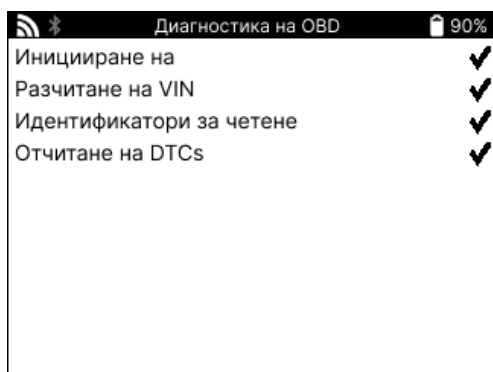 Диагностика на OBD 90%
Иницииране на
Разчитане на VIN
Идентификатори за четене
Отчитане на DTCs